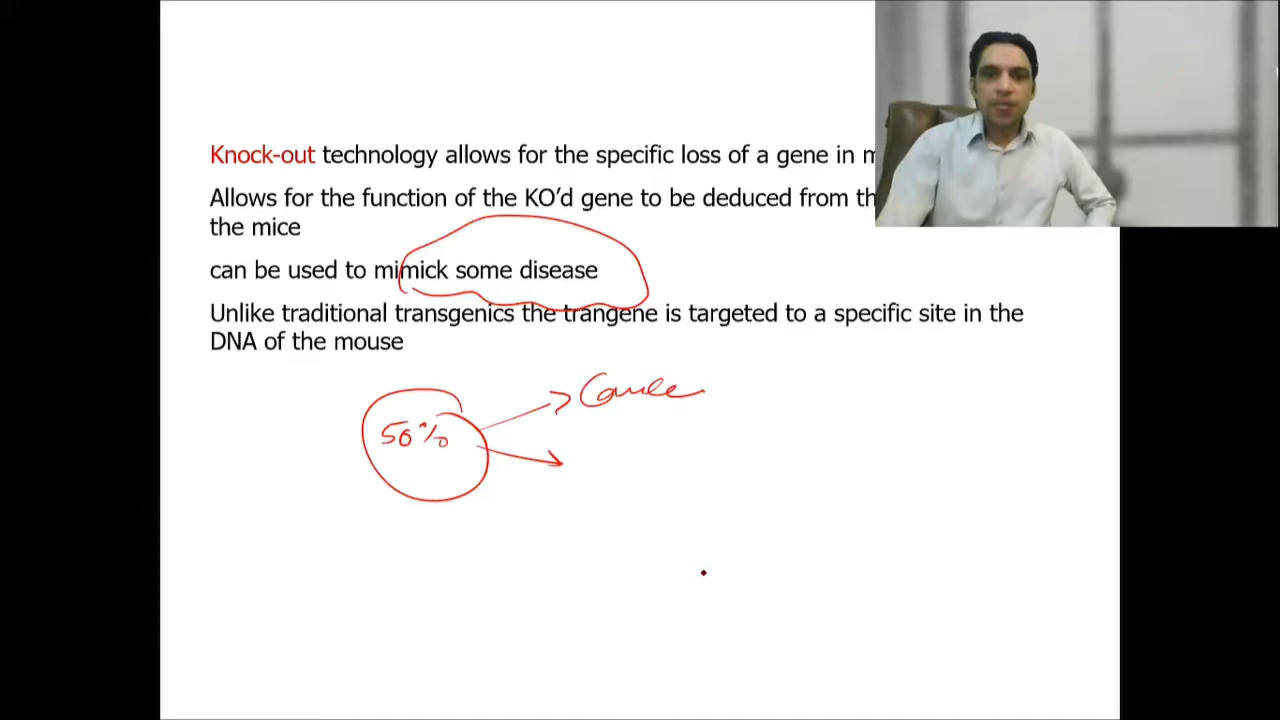 Knock-out technology allows for the specific loss of a gene in
Allows for the function of the KO’d gene to be deduced from
the mice
can be used to mimick some disease
Unlike traditional transgenics the trangene is targeted to a specific site in the
DNA of the mouse
50%